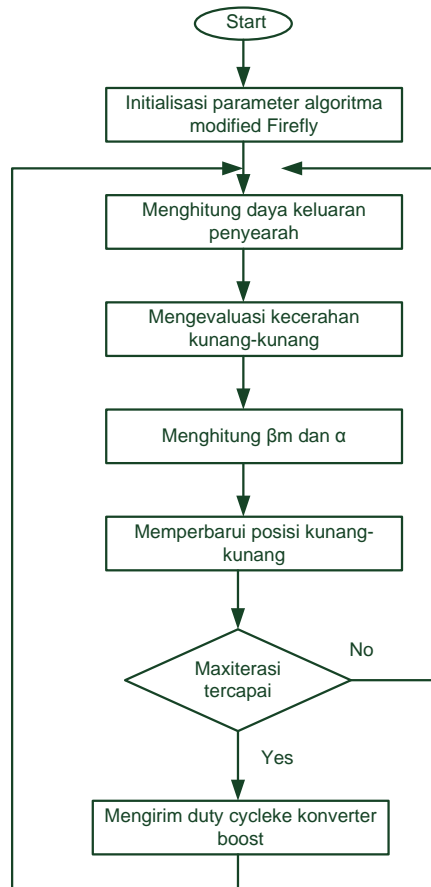 Start
Initialisasi parameter algoritma
modified Firefly
Menghitung daya keluaran
penyearah
Mengevaluasi kecerahan
kunang-kunang
Menghitung βm dan α
Memperbarui posisi kunang-
kunang
Maxiterasi
tercapai
No
Yes
Mengirim duty cycleke konverter
boost